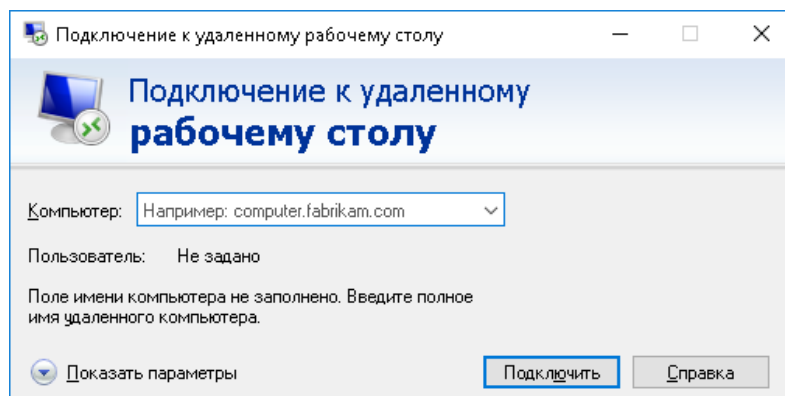 Подключение к удаленному рабочему столу
Подключение к удаленному
рабочему столу
Компьютер: Например: computer.fabrikam.com
Пользователь: Не задано
Поле имени компьютера не заполнено. Введите полное
имя удаленного компьютера.
Показать параметры Подключить Справка